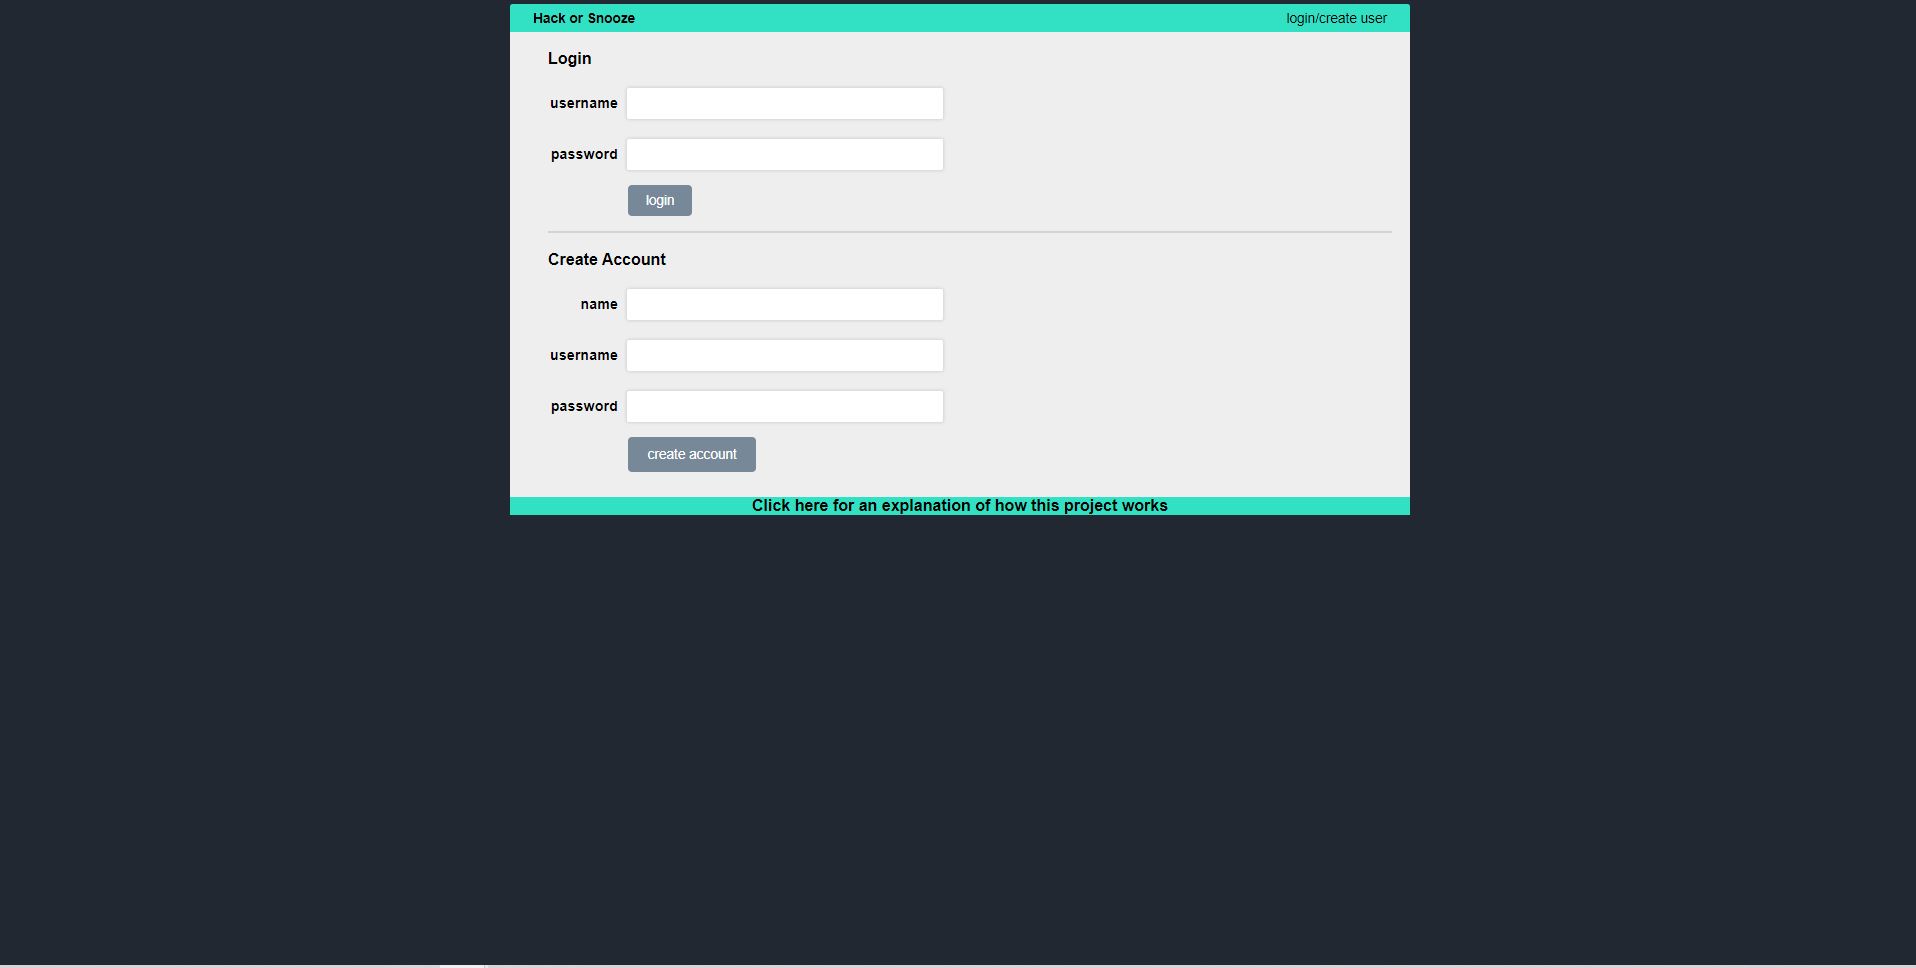 Hack or Snooze login/create user
Login
username
password
login
Create Account
name
username
password
create account
Click here for an explanation of how this project works